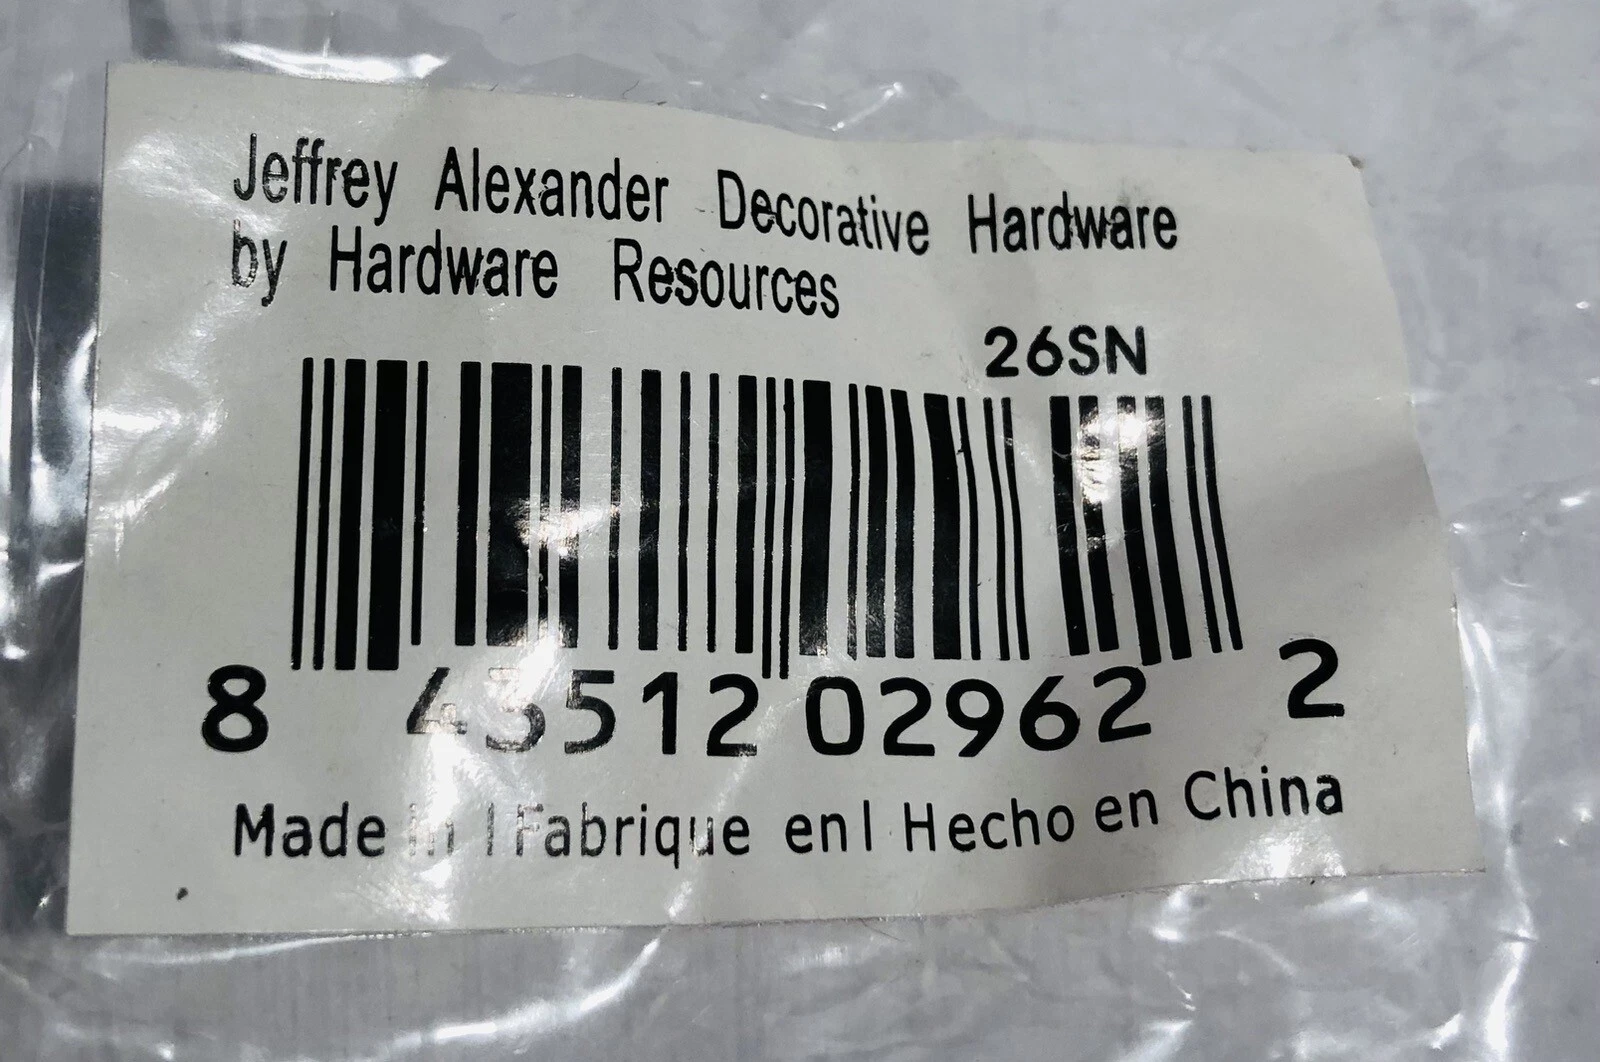 Jeffrey Alexander Decorative Hardware
by Hardware Resources
26SN
8 43512 02962 2
Made in | Fabrique en | Hecho en China